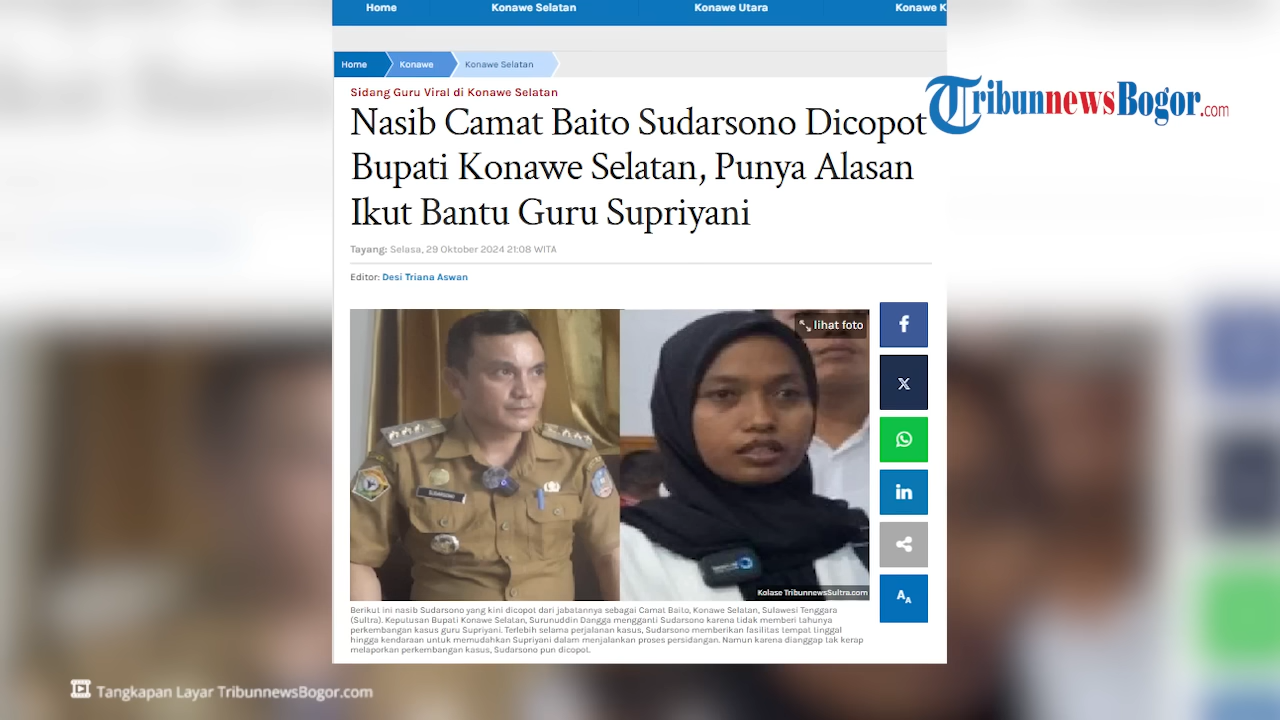 Home Konawe Selatan Konawe Utara Konawe K
Home Konawe Konawe Selatan
Sidang Guru Viral di Konawe Selatan
TribunnewsBogor.com
Nasib Camat Baito Sudarsono Dicopot
Bupati Konawe Selatan, Punya Alasan
Ikut Bantu Guru Supriyani
Tayang: Selasa, 29 Oktober 2024 21:08 WITA
Editor: Desi Triana Aswan
lihat foto
SUDARSONO
Kolase TribunnewsSultra.com
AA
Berikut ini nasib Sudarsono yang kini dicopot dari jabatannya sebagai Camat Baito, Konawe Selatan, Sulawesi Tenggara
(Sultra). Keputusan Bupati Konawe Selatan, Surunuddin Dangga mengganti Sudarsono karena tidak memberi tahunya
perkembangan kasus guru Supriyani. Terlebih selama perjalanan kasus, Sudarsono memberikan fasilitas tempat tinggal
hingga kendaraan untuk memudahkan Supriyani dalam menjalankan proses persidangan. Namun karena dianggap tak kerap
melaporkan perkembangan kasus, Sudarsono pun dicopot.
Tangkapan Layar TribunnewsBogor.com